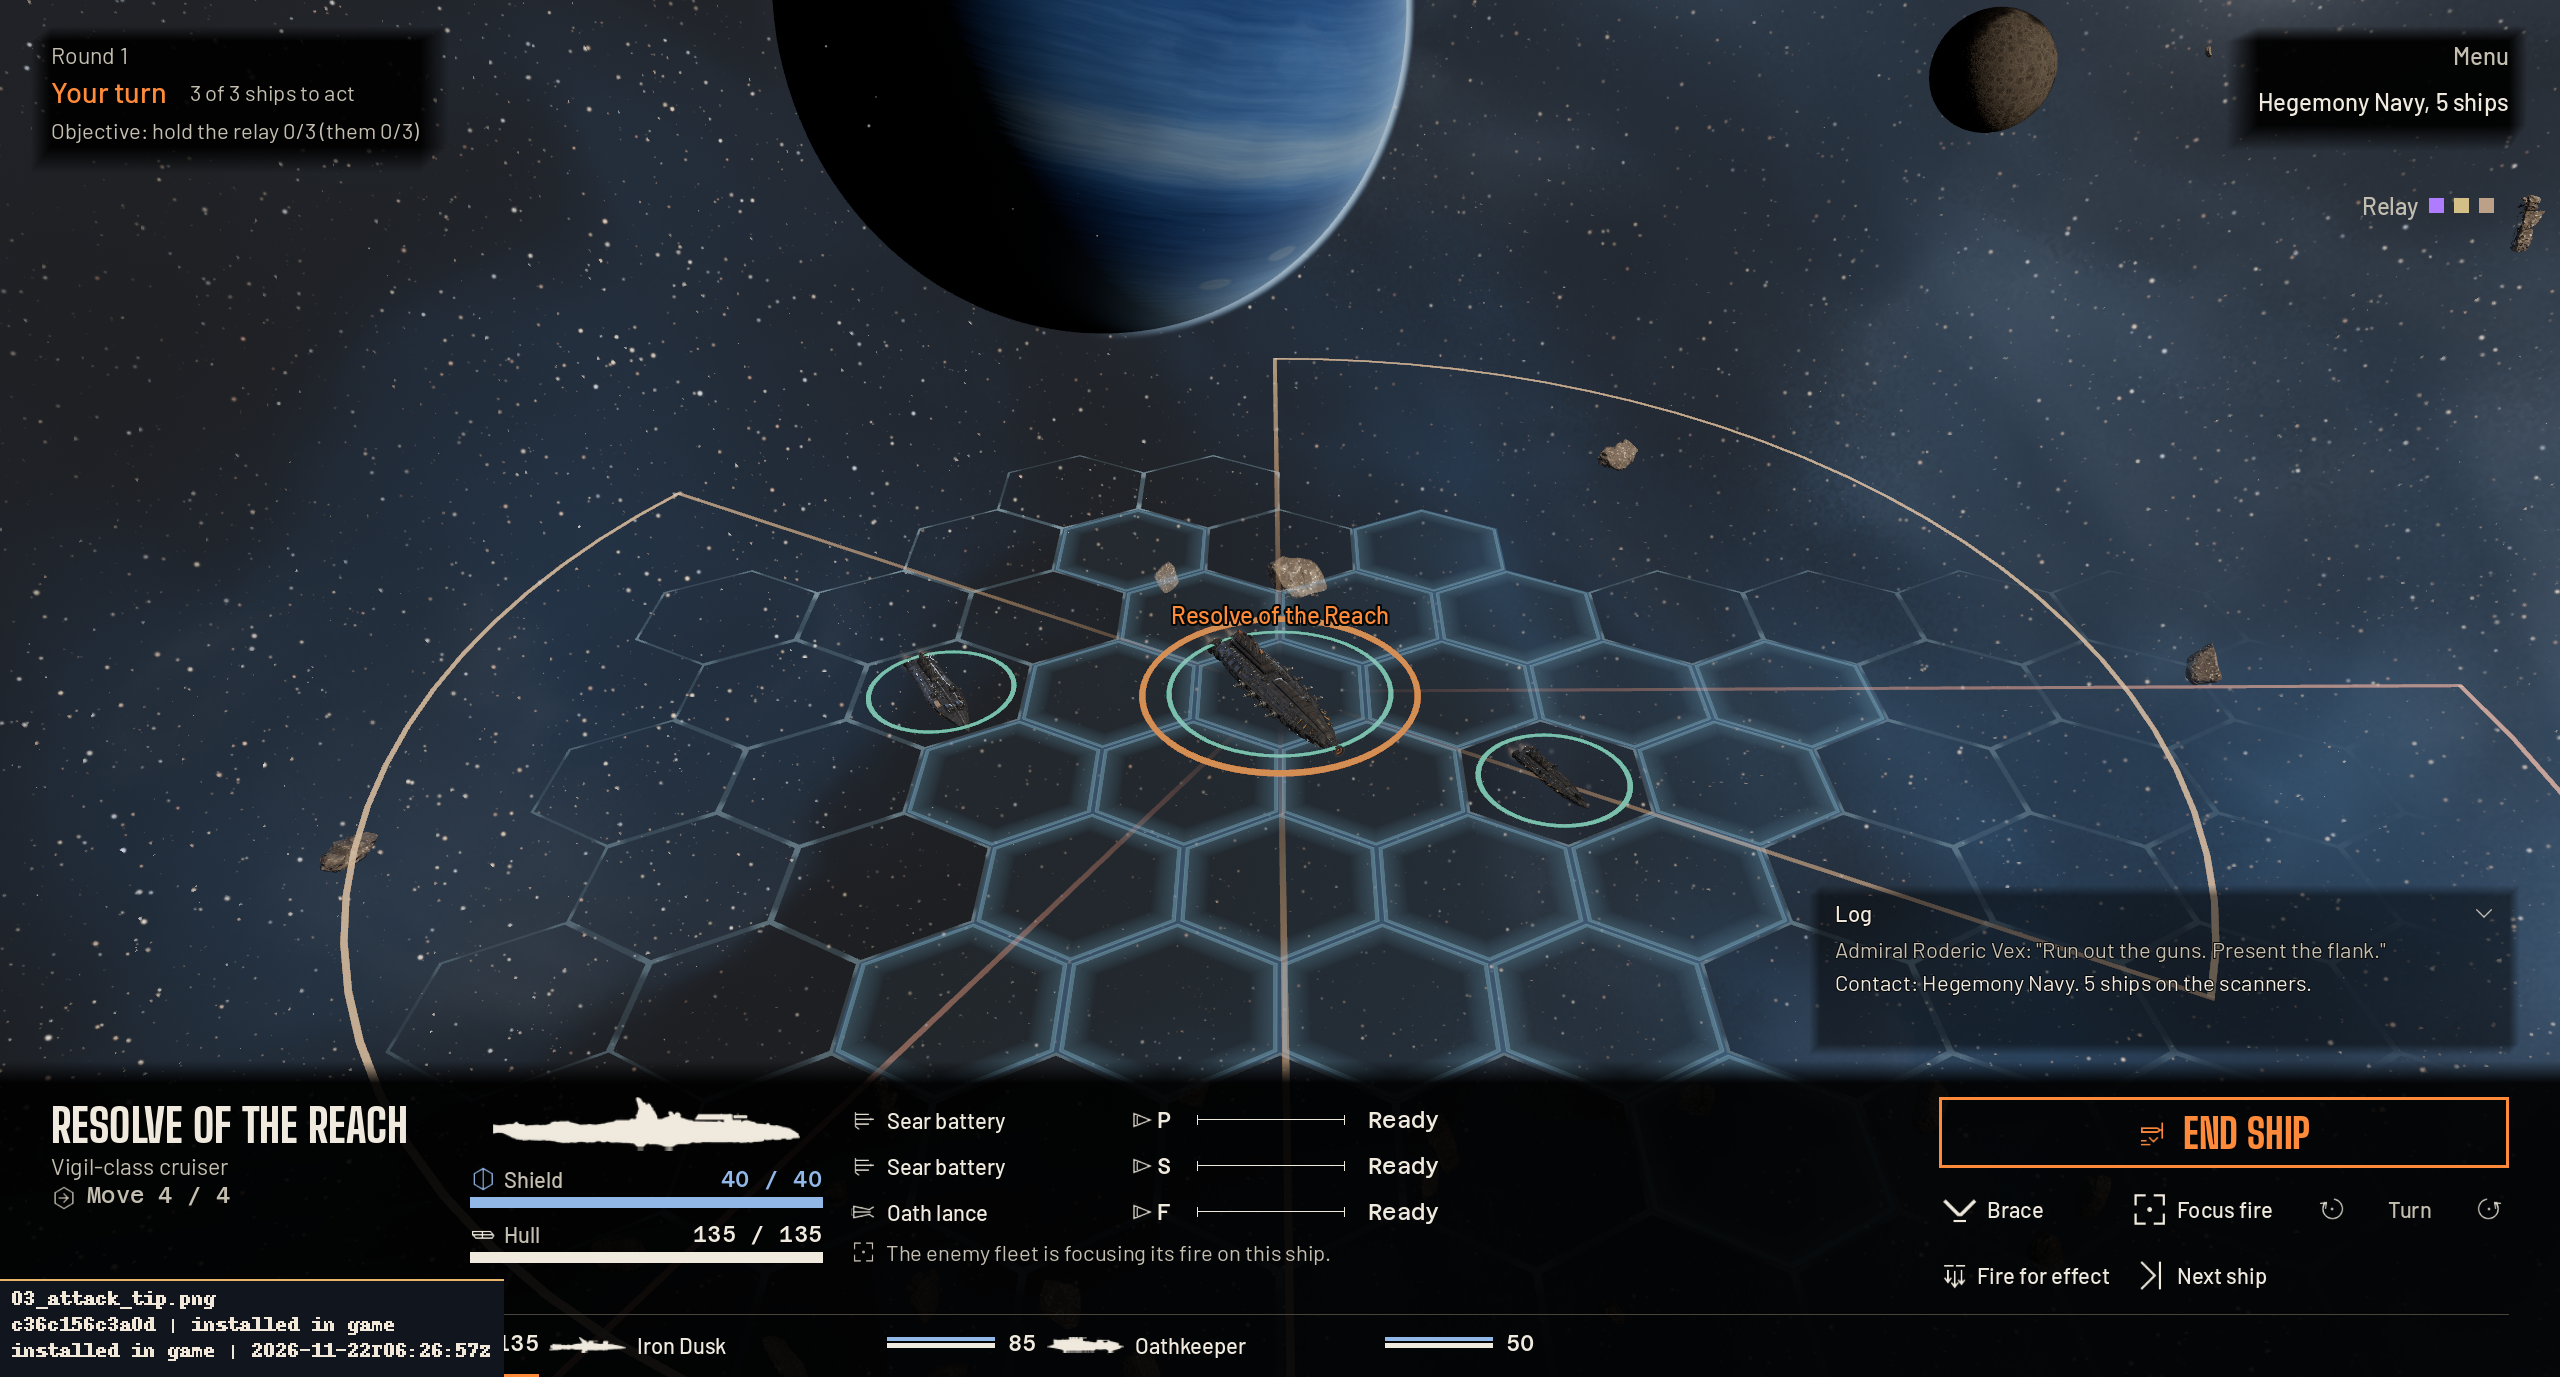 Round 1
Your turn 3 of 3 ships to act
Objective: hold the relay 0/3 (them 0/3)
Menu
Hegemony Navy, 5 ships
Relay
Resolve of the Reach
Log
Admiral Roderic Vex: "Run out the guns. Present the flank."
Contact: Hegemony Navy. 5 ships on the scanners.
RESOLVE OF THE REACH
Vigil-class cruiser
Move 4 / 4
Shield 40 / 40
Hull 135 / 135
Sear battery P Ready
Sear battery S Ready
Oath lance F Ready
The enemy fleet is focusing its fire on this ship.
END SHIP
Brace Focus fire Turn
Fire for effect Next ship
03_attack_tip.png
c36c156c3a0d | installed in game
installed in game | 2026-11-22T06:26:57Z
135 Iron Dusk 85 Oathkeeper 50